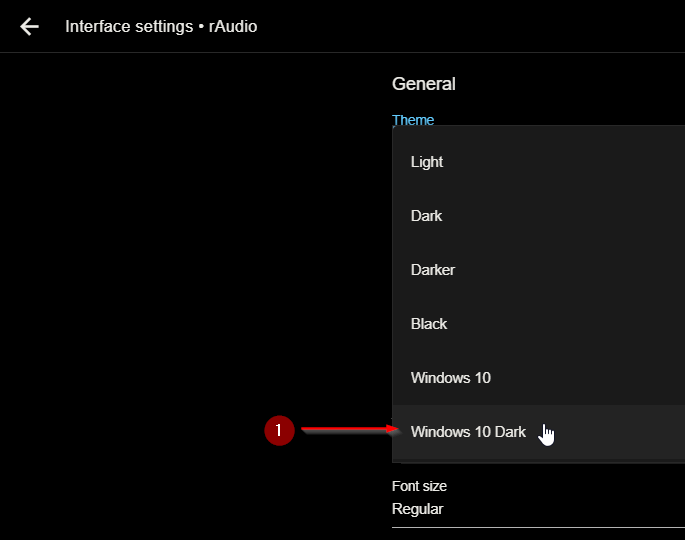 Interface settings • rAudio
General
Theme
Light
Dark
Darker
Black
Windows 10
1
Windows 10 Dark
Font size
Regular